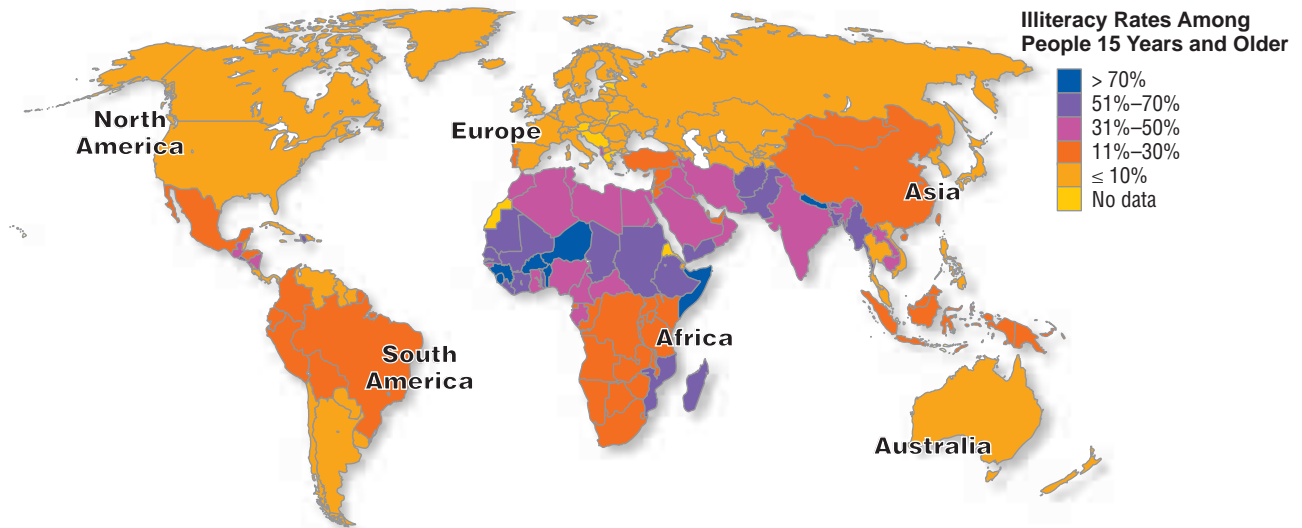 Illiteracy Rates Among
People 15 Years and Older
> 70%
51%–70%
31%–50%
11%–30%
≤ 10%
No data
North
America
Europe
Asia
Africa
South
America
Australia